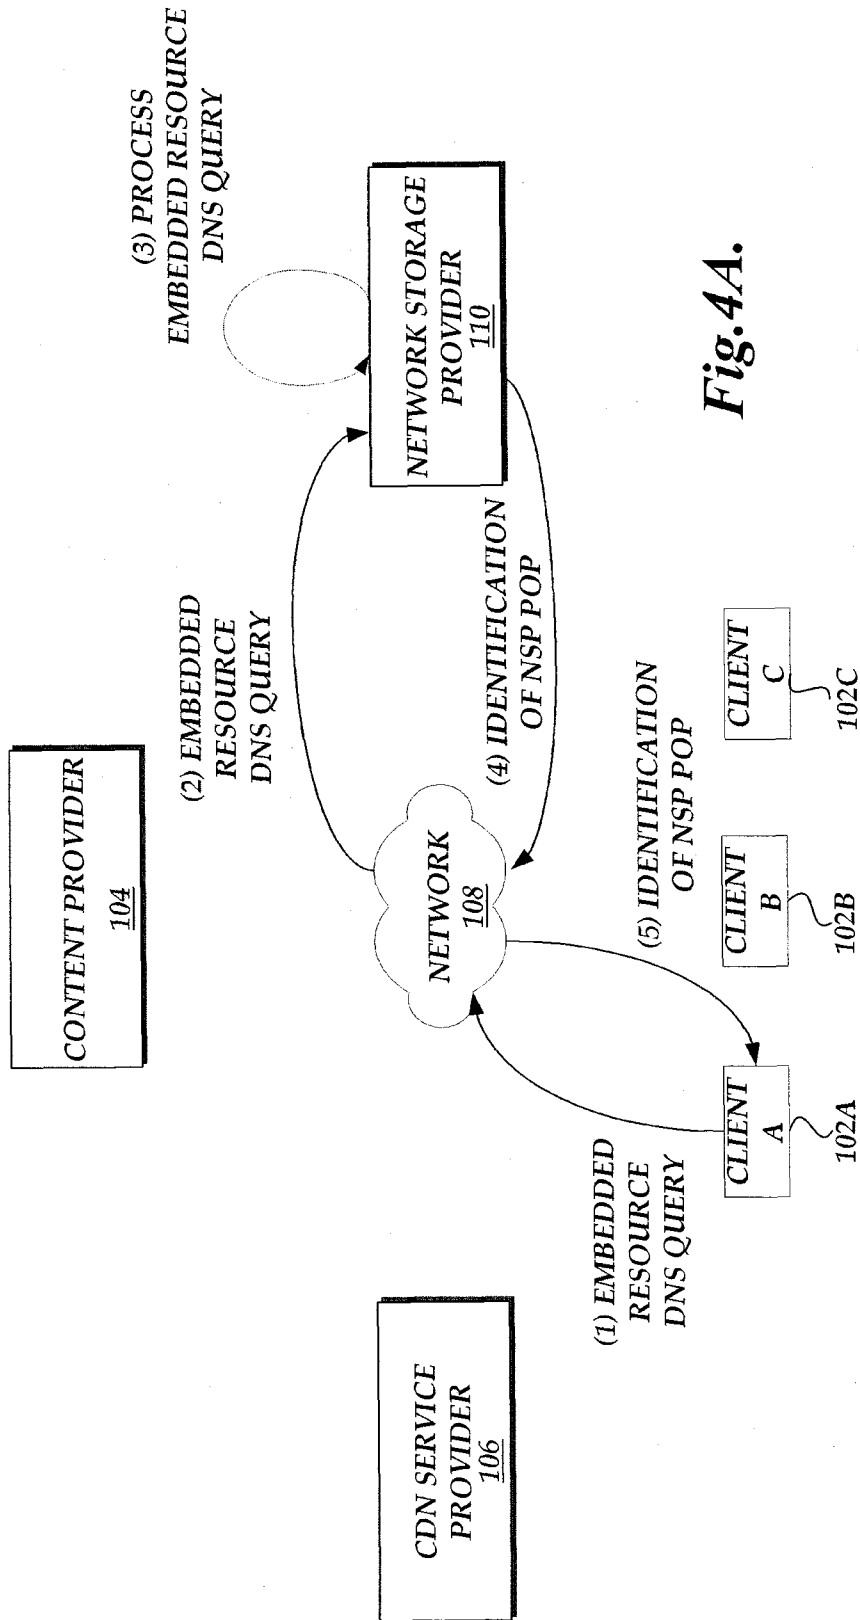 CONTENT PROVIDER
104
(3) PROCESS
EMBEDDED RESOURCE
DNS QUERY
(2) EMBEDDED
RESOURCE
DNS QUERY
CDN SERVICE
PROVIDER
106
NETWORK
108
NETWORK STORAGE
PROVIDER
110
(4) IDENTIFICATION
OF NSP POP
(1) EMBEDDED
RESOURCE
DNS QUERY
(5) IDENTIFICATION
OF NSP POP
CLIENT
A
102A
CLIENT
B
102B
CLIENT
C
102C
Fig.4A.